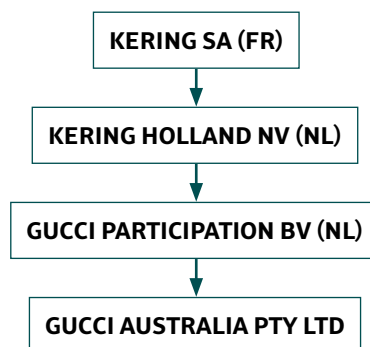 KERING SA (FR)
KERING HOLLAND NV (NL)
GUCCI PARTICIPATION BV (NL)
GUCCI AUSTRALIA PTY LTD